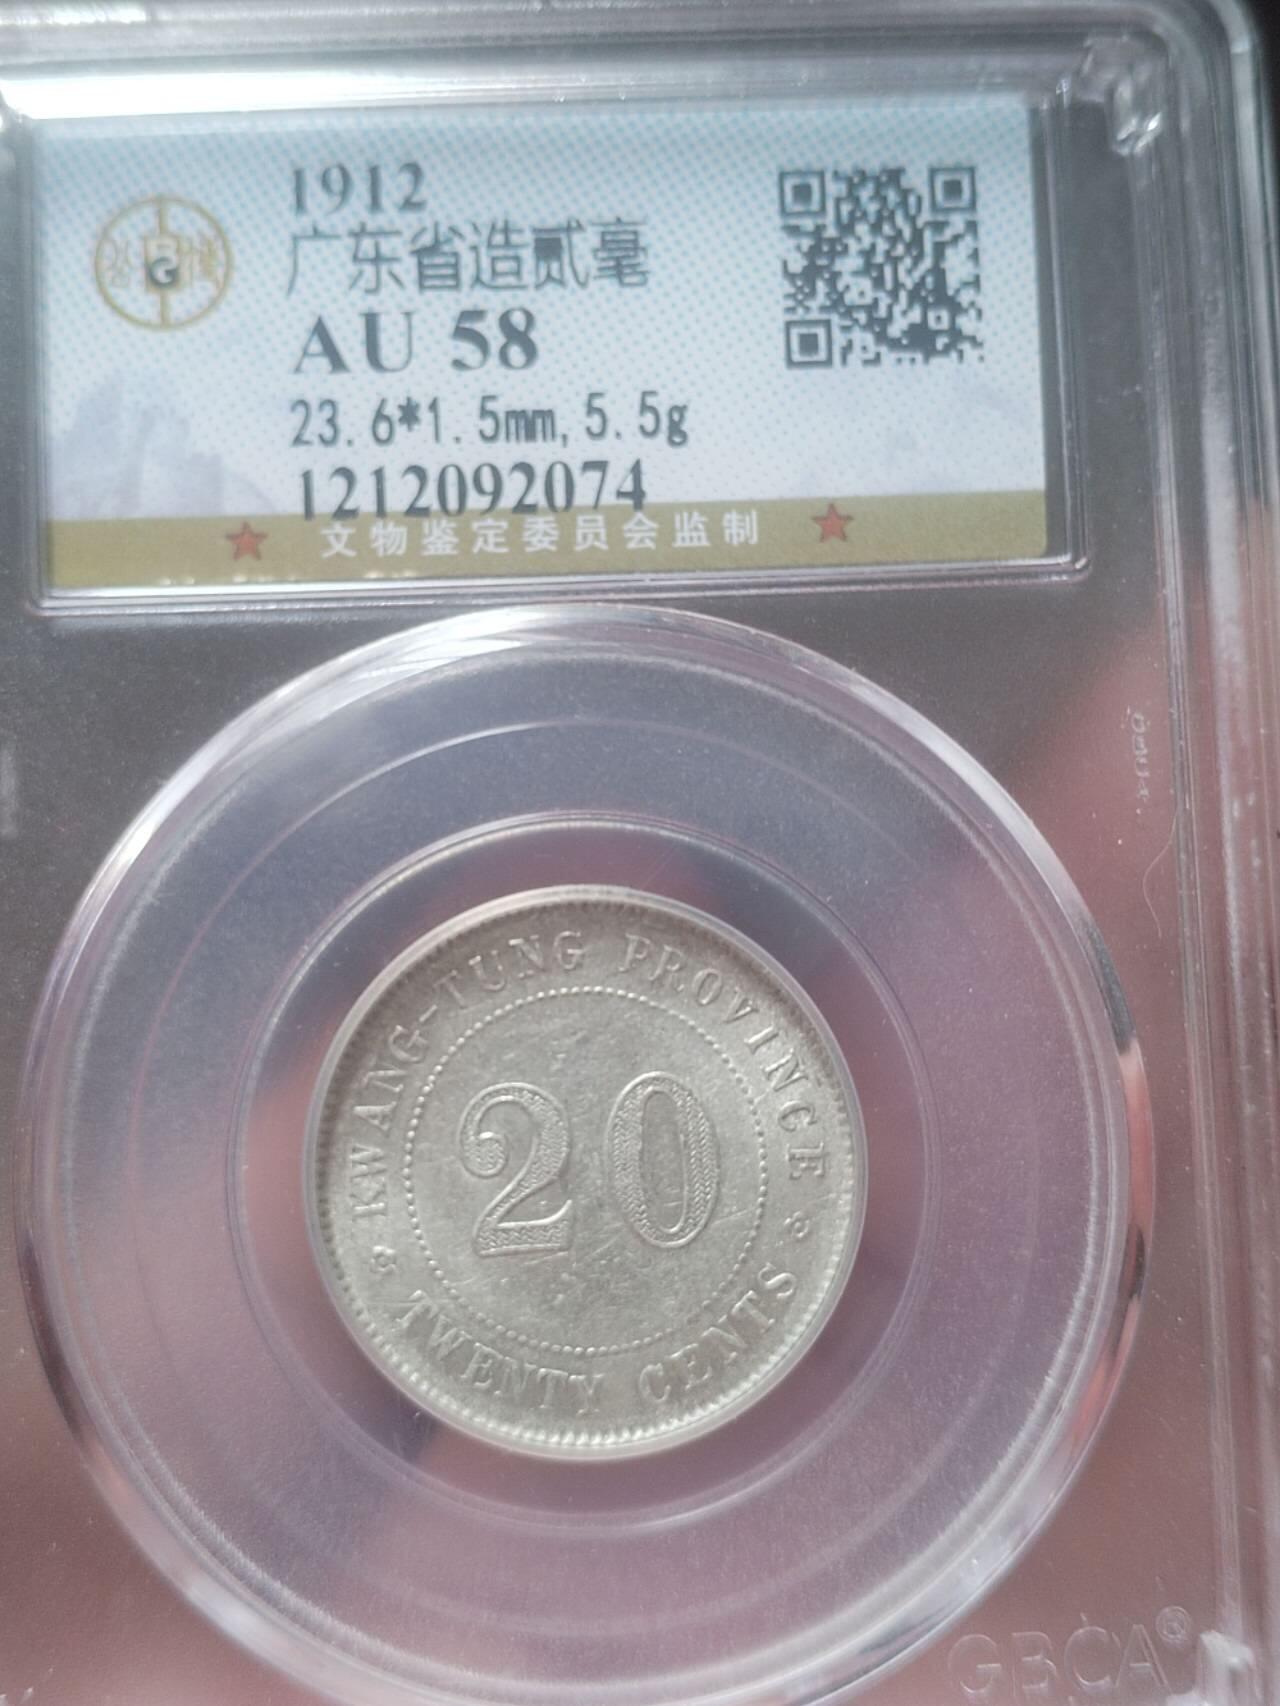 1912
广东省造贰毫
AU 58
23.6*1.5mm,5.5g
1212092074
文物鉴定委员会监制
KWANG-TUNG PROVINCE
20
TWENTY CENTS
GBCA®